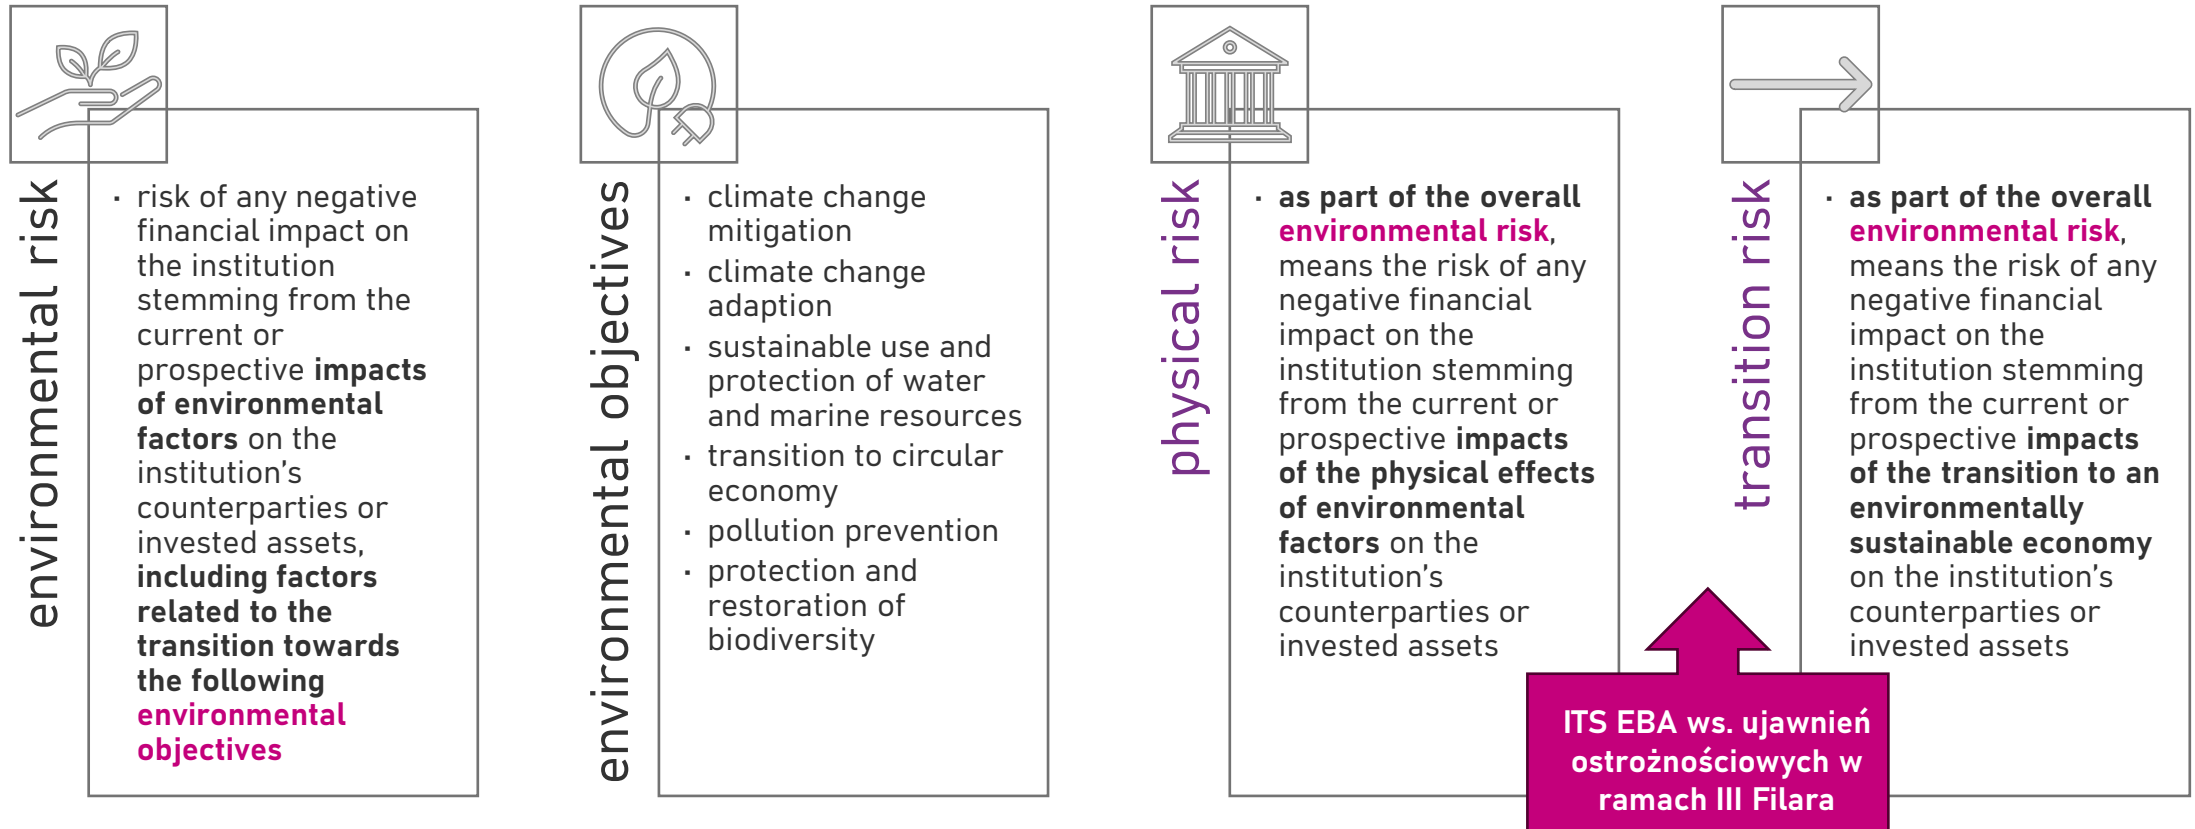 environmental risk
· risk of any negative
financial impact on
the institution
stemming from the
current or
prospective impacts
of environmental
factors on the
institution's
counterparties or
invested assets,
including factors
related to the
transition towards
the following
environmental
objectives
environmental objectives
· climate change
mitigation
· climate change
adaption
· sustainable use and
protection of water
and marine resources
· transition to circular
economy
· pollution prevention
· protection and
restoration of
biodiversity
physical risk
· as part of the overall
environmental risk,
means the risk of any
negative financial
impact on the
institution stemming
from the current or
prospective impacts
of the physical effects
of environmental
factors on the
institution's
counterparties or
invested assets
transition risk
· as part of the overall
environmental risk,
means the risk of any
negative financial
impact on the
institution stemming
from the current or
prospective impacts
of the transition to an
environmentally
sustainable economy
on the institution's
counterparties or
invested assets
ITS EBA ws. ujawnień
ostrożnościowych w
ramach III Filara